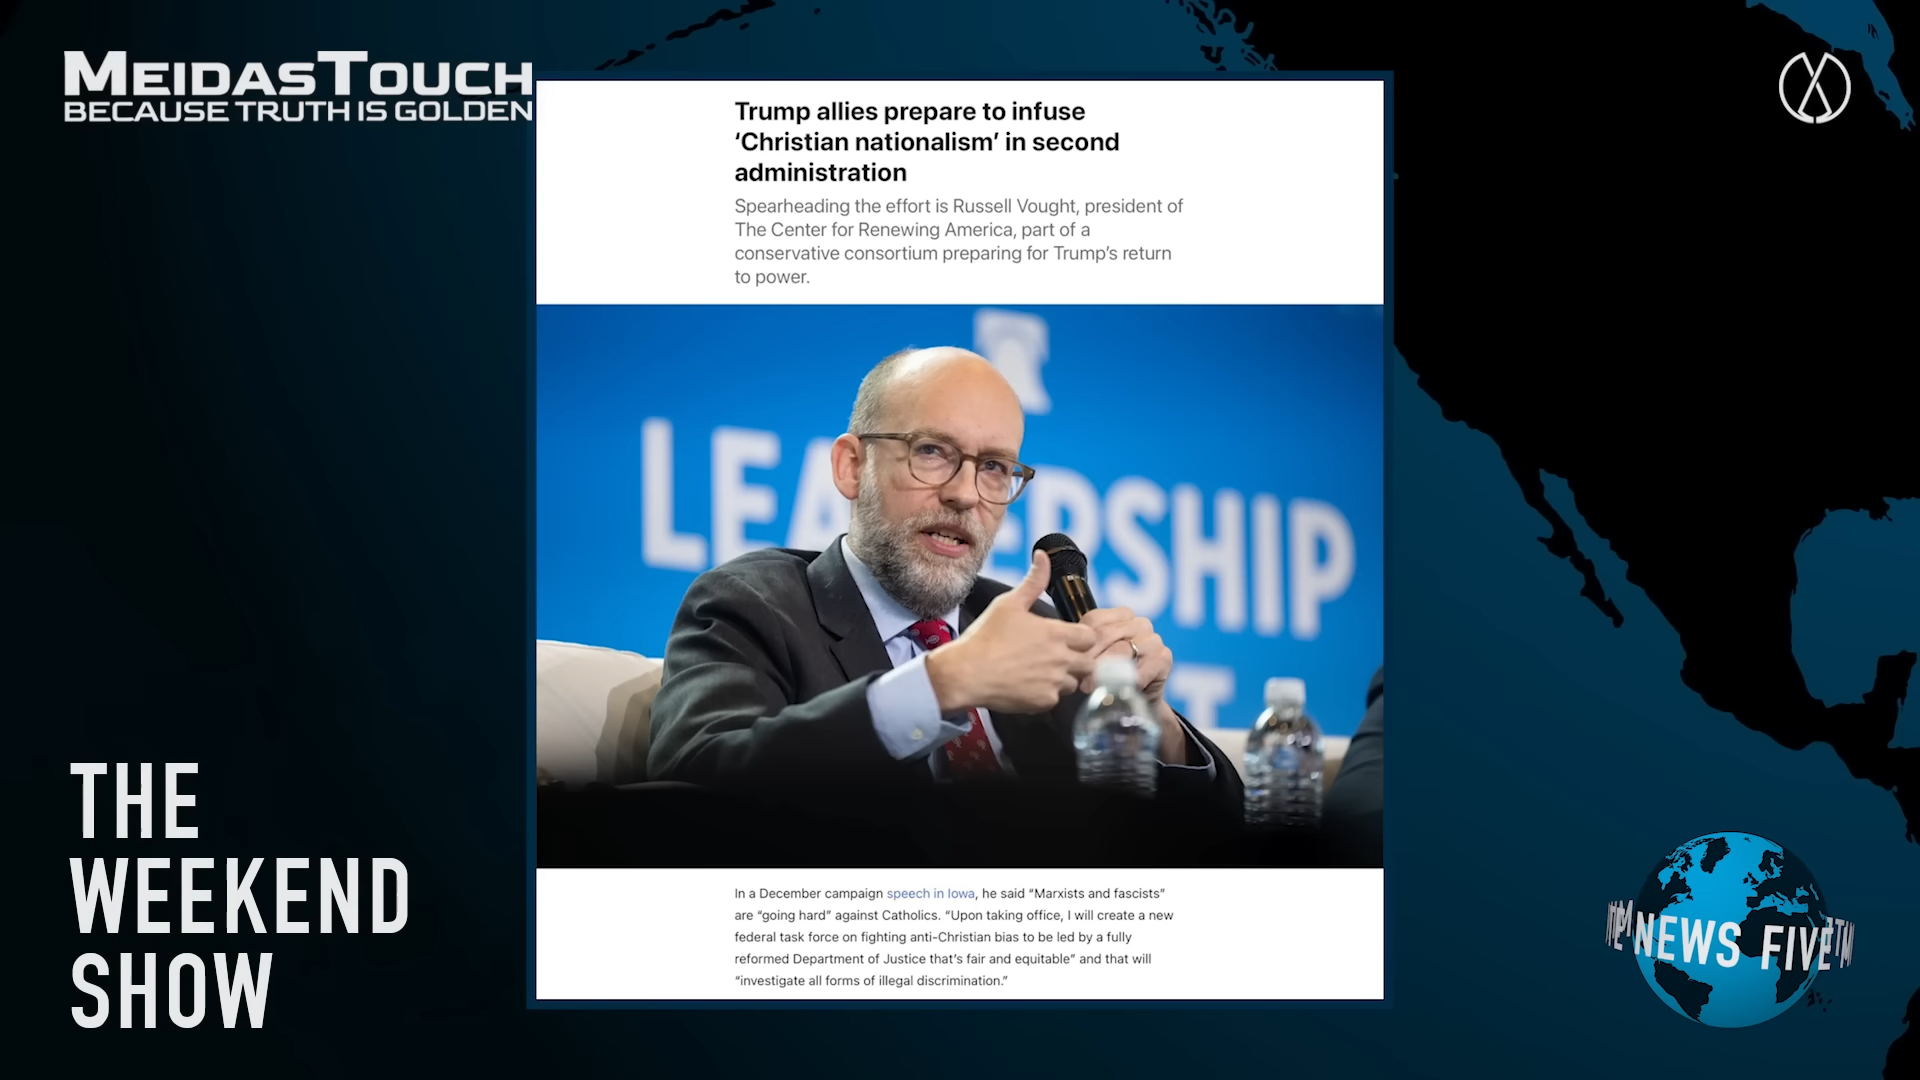 MEIDASTOUCH
BECAUSE TRUTH IS GOLDEN
Trump allies prepare to infuse
‘Christian nationalism’ in second
administration
Spearheading the effort is Russell Vought, president of
The Center for Renewing America, part of a
conservative consortium preparing for Trump’s return
to power.
LEA ERSHIP
T
In a December campaign speech in Iowa, he said “Marxists and fascists”
are “going hard” against Catholics. “Upon taking office, I will create a new
federal task force on fighting anti-Christian bias to be led by a fully
reformed Department of Justice that’s fair and equitable” and that will
“investigate all forms of illegal discrimination.”
THE
WEEKEND
SHOW
NEWS FIVE